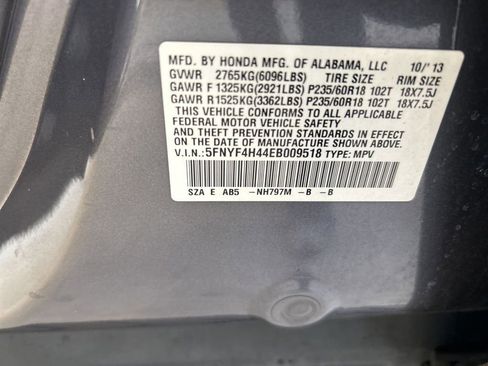 MFD. BY HONDA MFG. OF ALABAMA, LLC 10/'13
GVWR 2765KG(6096LBS) TIRE SIZE RIM SIZE
GAWR F 1325KG(2921LBS) P235/60R18 102T 18X7.5J
GAWR R 1525KG(3362LBS) P235/60R18 102T 18X7.5J
THIS VEHICLE CONFORMS TO ALL APPLICABLE
FEDERAL MOTOR VEHICLE SAFETY, BUMPER,
AND THEFT PREVENTION STANDARDS IN EFFECT
ON THE DATE OF MANUFACTURE SHOWN ABOVE.
V.I.N.: 5FNYF4H44EB009518 TYPE: MPV
SZA E AB5 -NH797M -B -B